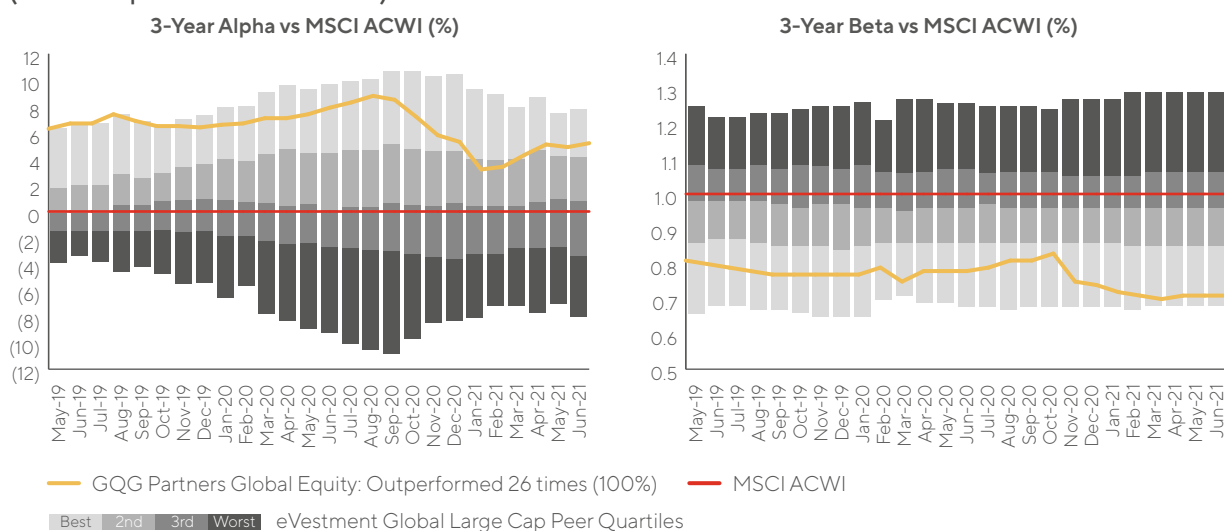 3-Year Alpha vs MSCI ACWI (%)
12
10
8
6
4
2
0
(2)
(4)
(6)
(8)
(10)
(12)
May-19
Jun-19
Jul-19
Aug-19
Sep-19
Oct-19
Nov-19
Dec-19
Jan-20
Feb-20
Mar-20
Apr-20
May-20
Jun-20
Jul-20
Aug-20
Sep-20
Oct-20
Nov-20
Dec-20
Jan-21
Feb-21
Mar-21
Apr-21
May-21
Jun-21
3-Year Beta vs MSCI ACWI (%)
1.4
1.3
1.2
1.1
1.0
0.9
0.8
0.7
0.6
0.5
May-19
Jun-19
Jul-19
Aug-19
Sep-19
Oct-19
Nov-19
Dec-19
Jan-20
Feb-20
Mar-20
Apr-20
May-20
Jun-20
Jul-20
Aug-20
Sep-20
Oct-20
Nov-20
Dec-20
Jan-21
Feb-21
Mar-21
Apr-21
May-21
Jun-21
GQG Partners Global Equity: Outperformed 26 times (100%) MSCI ACWI
Best 2nd 3rd Worst eVestment Global Large Cap Peer Quartiles